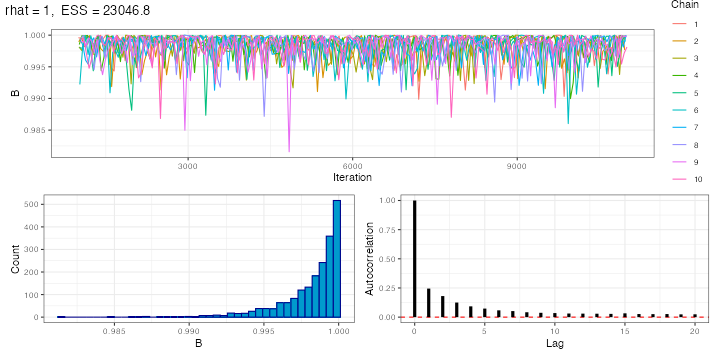 rhat = 1, ESS = 23046.8
Chain
1
2
3
4
5
6
7
8
9
10
B
1.000
0.995
0.990
0.985
3000 6000 9000
Iteration
Count
500
400
300
200
100
0
0.985 0.990 0.995 1.000
B
Autocorrelation
1.00
0.75
0.50
0.25
0.00
0 5 10 15 20
Lag